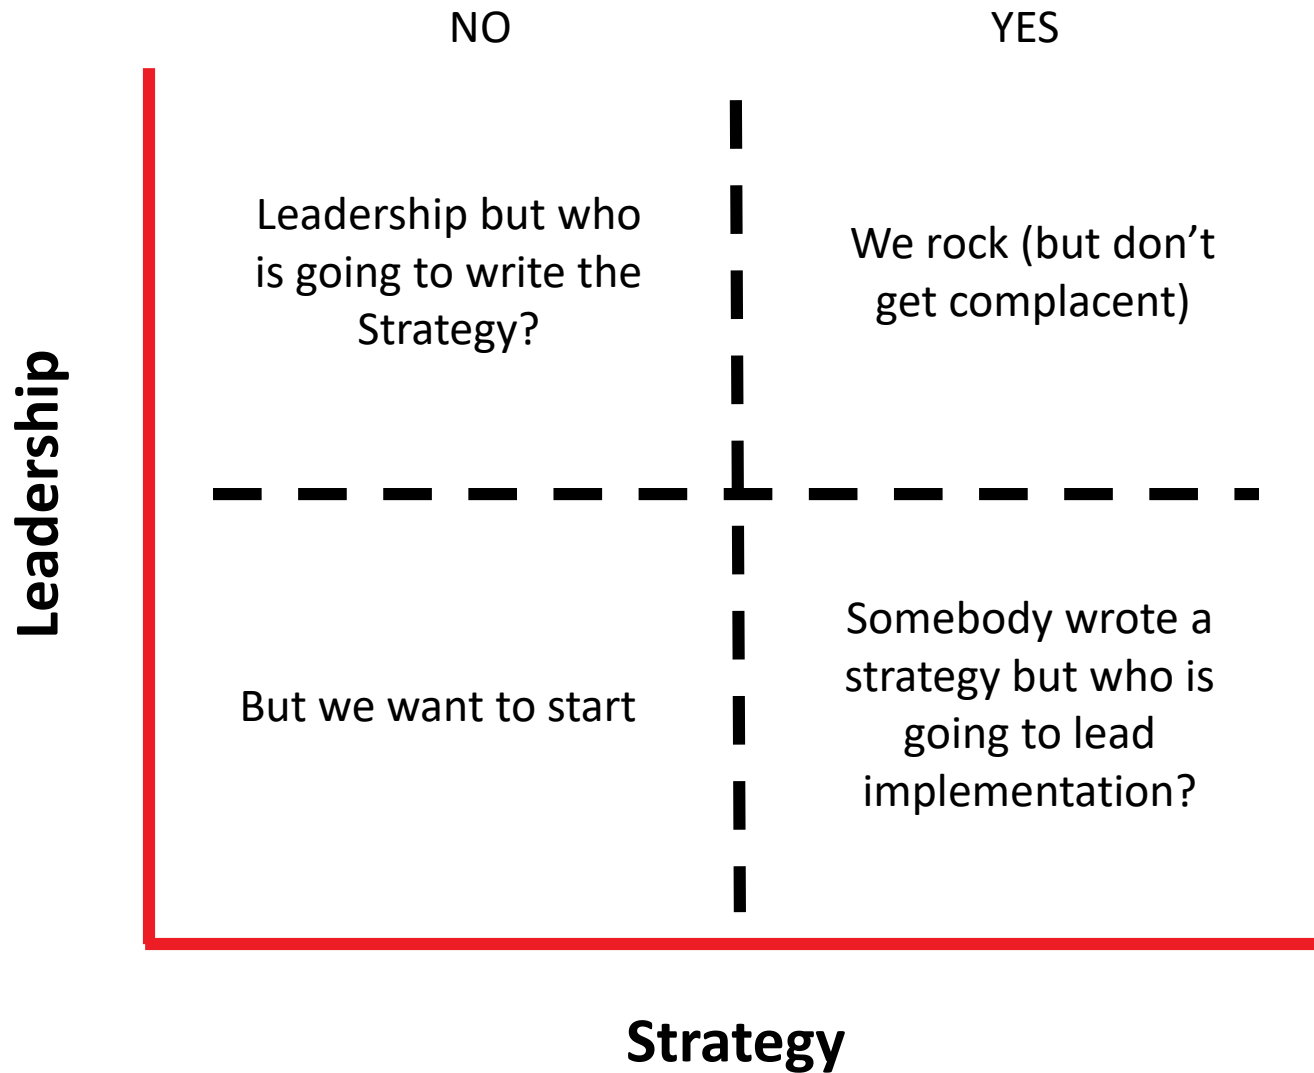 NO
YES
Leadership but who
is going to write the
Strategy?
We rock (but don’t
get complacent)
Leadership
But we want to start
Somebody wrote a
strategy but who is
going to lead
implementation?
Strategy